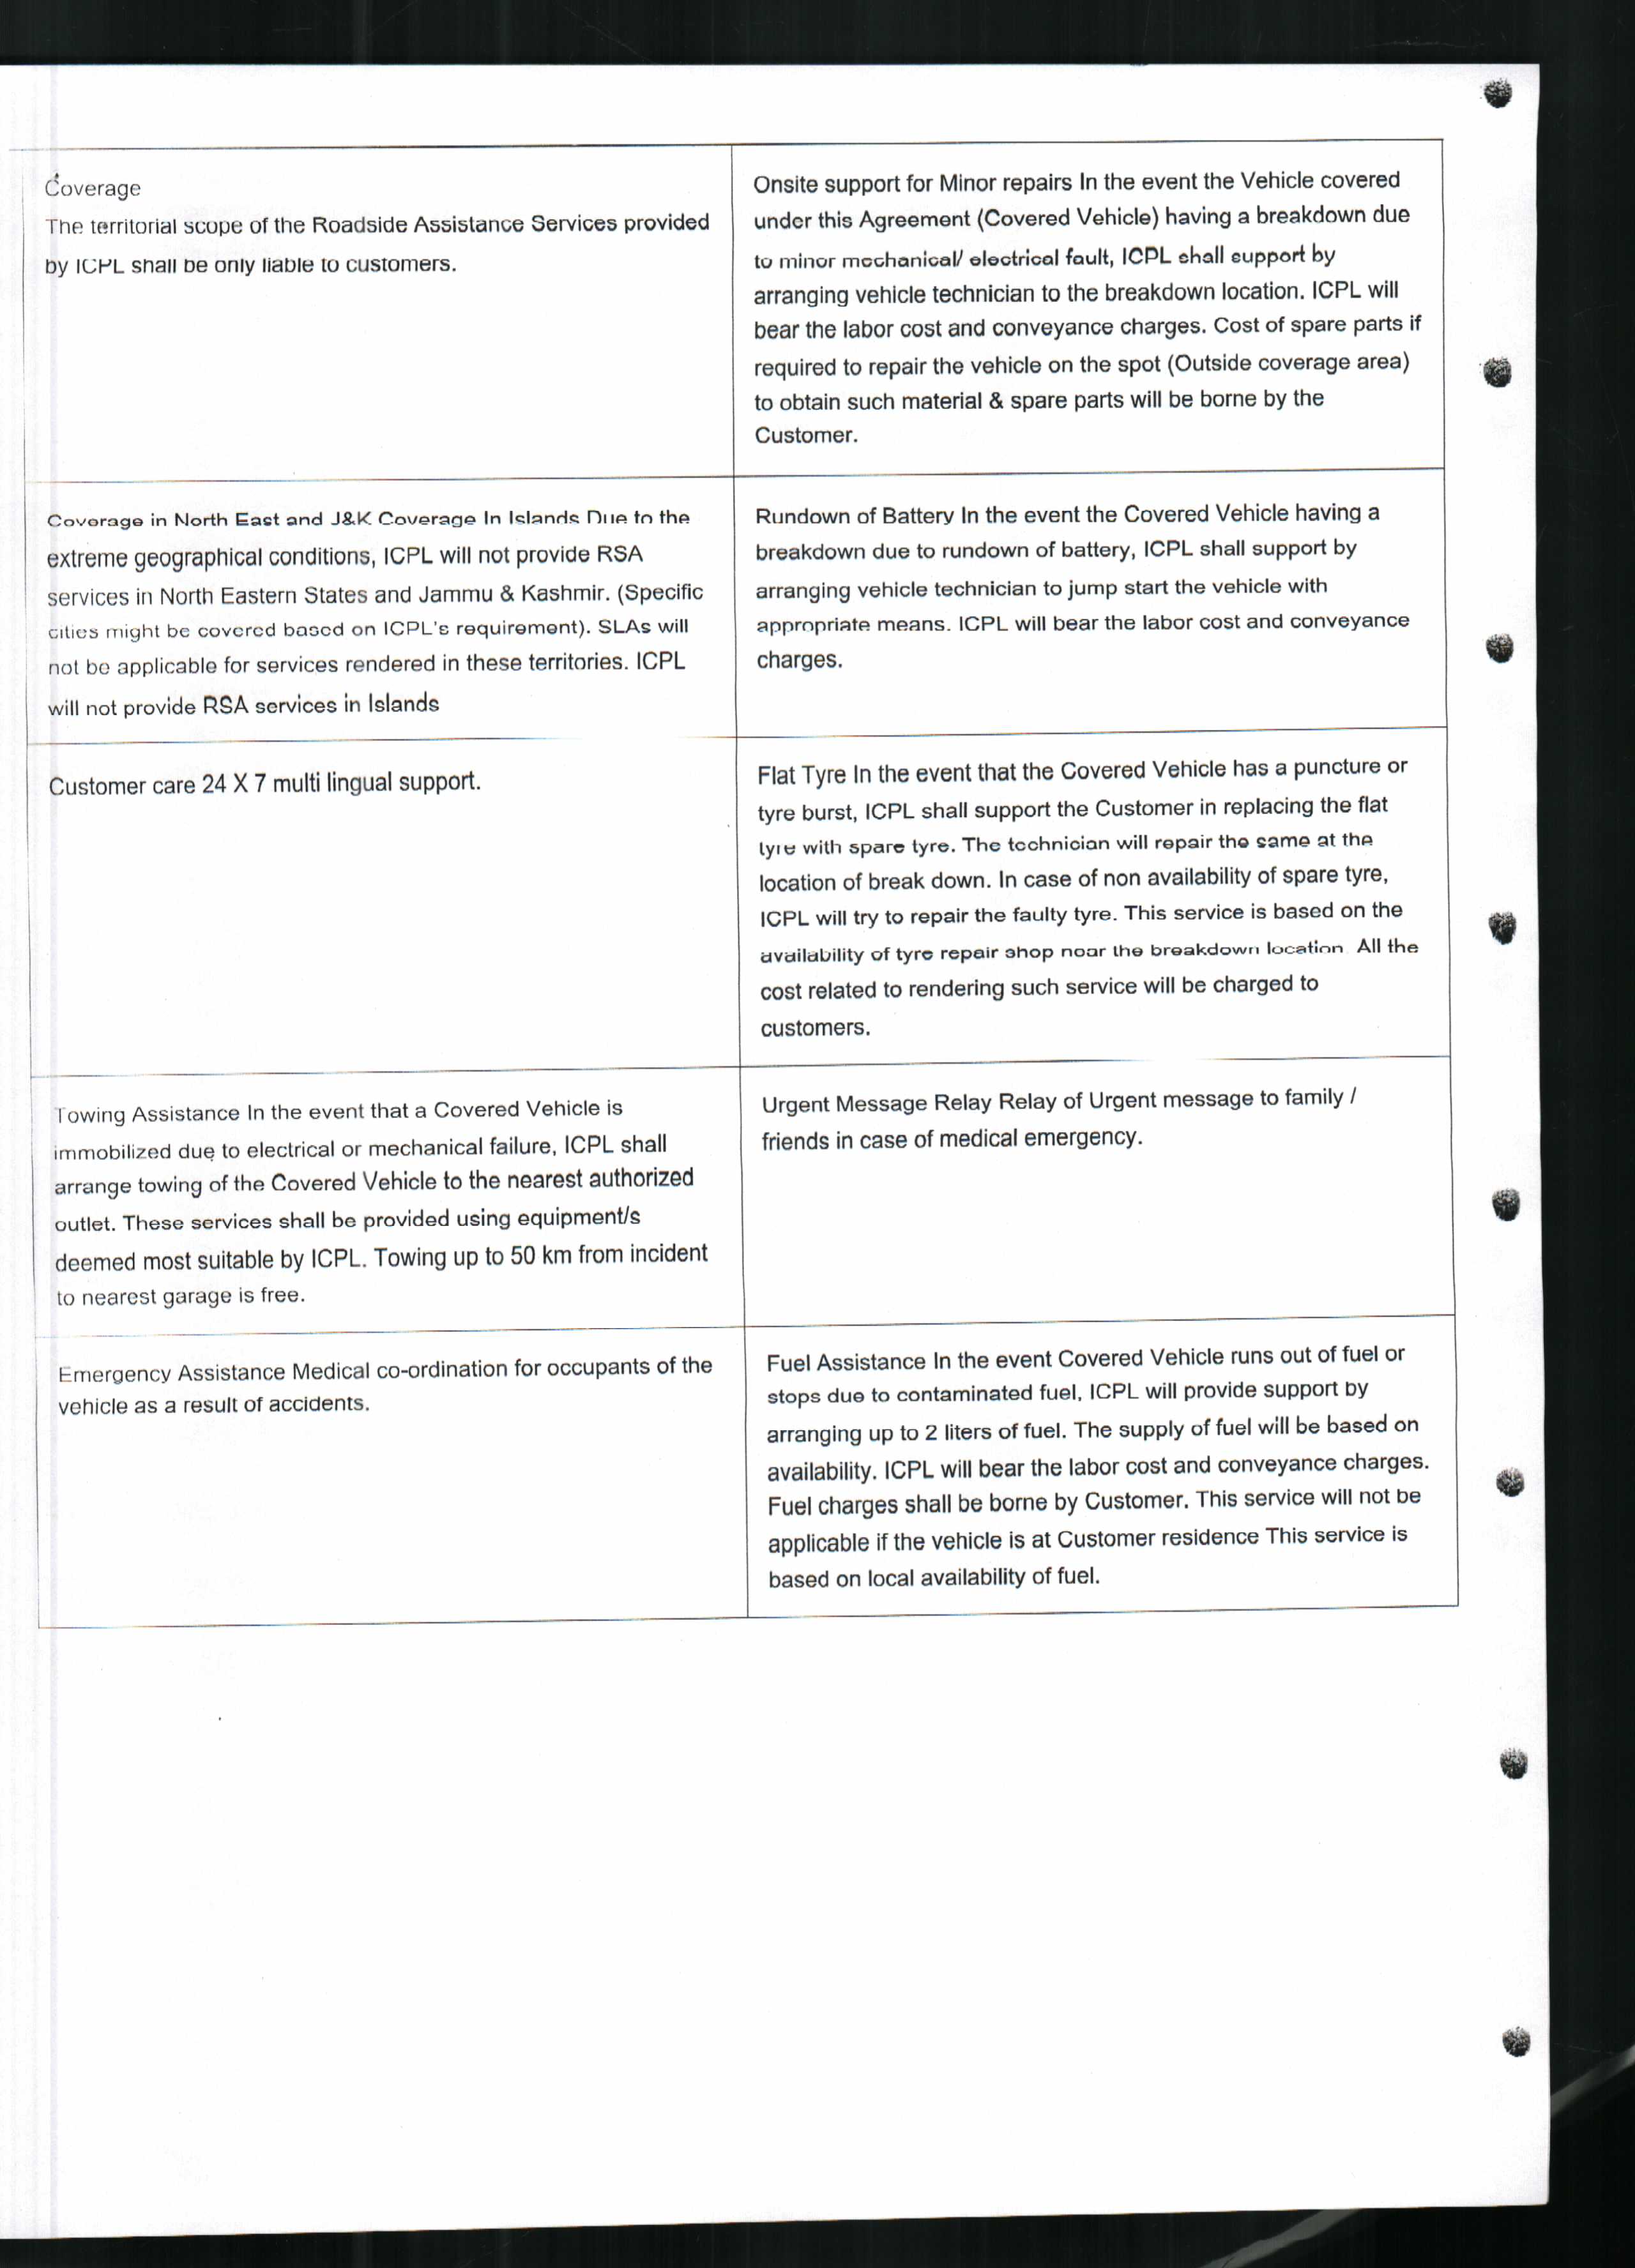 Coverage
The territorial scope of the Roadside Assistance Services provided
by ICPL shall be only liable to customers.
Onsite support for Minor repairs In the event the Vehicle covered
under this Agreement (Covered Vehicle) having a breakdown due
to minor mechanical/ electrical fault, ICPL shall support by
arranging vehicle technician to the breakdown location. ICPL will
bear the labor cost and conveyance charges. Cost of spare parts if
required to repair the vehicle on the spot (Outside coverage area)
to obtain such material & spare parts will be borne by the
Customer.
Coverage in North East and J&K Coverage In Islands Due to the
extreme geographical conditions, ICPL will not provide RSA
services in North Eastern States and Jammu & Kashmir. (Specific
cities might be covered based on ICPL's requirement). SLAs will
not be applicable for services rendered in these territories. ICPL
will not provide RSA services in Islands
Rundown of Battery In the event the Covered Vehicle having a
breakdown due to rundown of battery, ICPL shall support by
arranging vehicle technician to jump start the vehicle with
appropriate means. ICPL will bear the labor cost and conveyance
charges.
Customer care 24 X 7 multi lingual support.
Flat Tyre In the event that the Covered Vehicle has a puncture or
tyre burst, ICPL shall support the Customer in replacing the flat
tyre with spare tyre. The technician will repair the same at the
location of break down. In case of non availability of spare tyre,
ICPL will try to repair the faulty tyre. This service is based on the
availability of tyre repair shop near the breakdown location. All the
cost related to rendering such service will be charged to
customers.
Towing Assistance In the event that a Covered Vehicle is
immobilized due to electrical or mechanical failure, ICPL shall
arrange towing of the Covered Vehicle to the nearest authorized
outlet. These services shall be provided using equipment/s
deemed most suitable by ICPL. Towing up to 50 km from incident
to nearest garage is free.
Urgent Message Relay Relay of Urgent message to family /
friends in case of medical emergency.
Emergency Assistance Medical co-ordination for occupants of the
vehicle as a result of accidents.
Fuel Assistance In the event Covered Vehicle runs out of fuel or
stops due to contaminated fuel, ICPL will provide support by
arranging up to 2 liters of fuel. The supply of fuel will be based on
availability. ICPL will bear the labor cost and conveyance charges.
Fuel charges shall be borne by Customer. This service will not be
applicable if the vehicle is at Customer residence This service is
based on local availability of fuel.